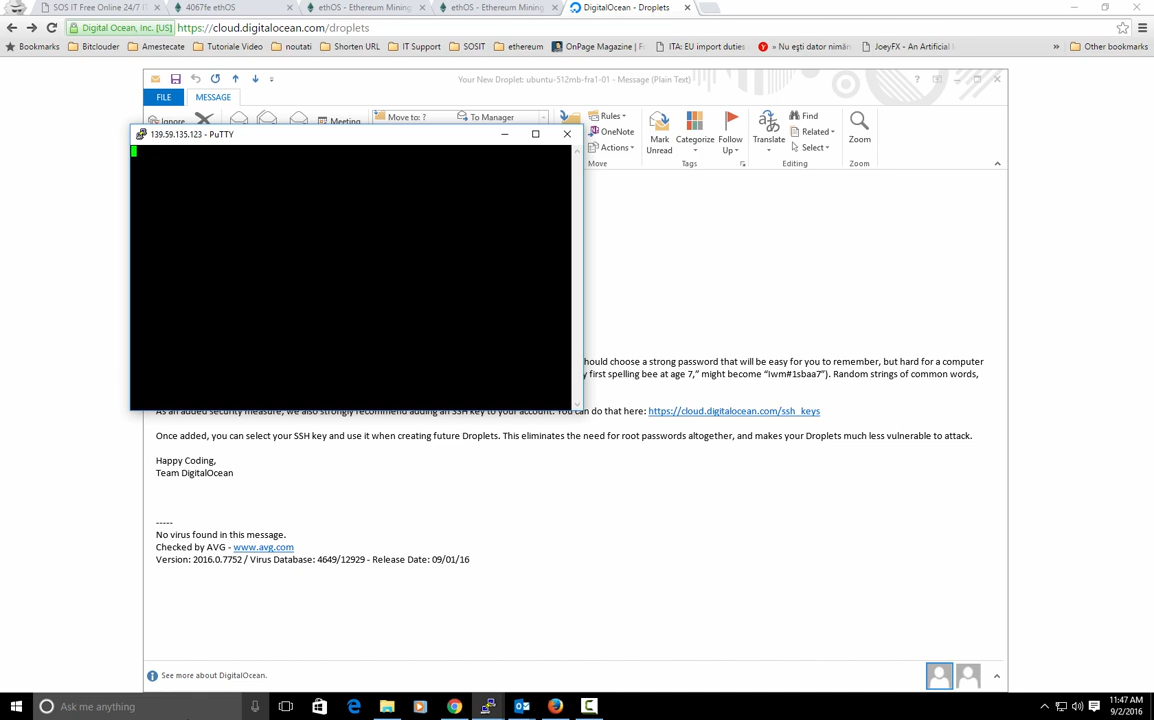 SOS IT Free Online 24/7 IT
4067fe ethOS
ethOS - Ethereum Mining
ethOS - Ethereum Mining
DigitalOcean - Droplets
Digital Ocean, Inc. [US]
https://cloud.digitalocean.com/droplets
Bookmarks
Bitclouder
Amestecate
Tutoriale Video
noutati
Shorten URL
IT Support
SOSIT
ethereum
OnPage Magazine | F
ITA: EU import duties
Nu ești dator nimăn
JoeyFX - An Artificial
»
Other bookmarks
Your New Droplet: ubuntu-512mb-fra1-01 - Message (Plain Text)
FILE
MESSAGE
Ignore
Meeting
Move to: ?
To Manager
Rules
OneNote
Actions
Move
Mark
Unread
Categorize
Follow
Up
Tags
Translate
Find
Related
Select
Editing
Zoom
Zoom
139.59.135.123 - PuTTY
hould choose a strong password that will be easy for you to remember, but hard for a computer
y first spelling bee at age 7," might become "Iwm#1sbaa7"). Random strings of common words,
As an added security measure, we also strongly recommend adding an SSH key to your account. You can do that here: https://cloud.digitalocean.com/ssh_keys
Once added, you can select your SSH key and use it when creating future Droplets. This eliminates the need for root passwords altogether, and makes your Droplets much less vulnerable to attack.
Happy Coding,
Team DigitalOcean
-----
No virus found in this message.
Checked by AVG - www.avg.com
Version: 2016.0.7752 / Virus Database: 4649/12929 - Release Date: 09/01/16
See more about DigitalOcean.
Ask me anything
11:47 AM
9/2/2016